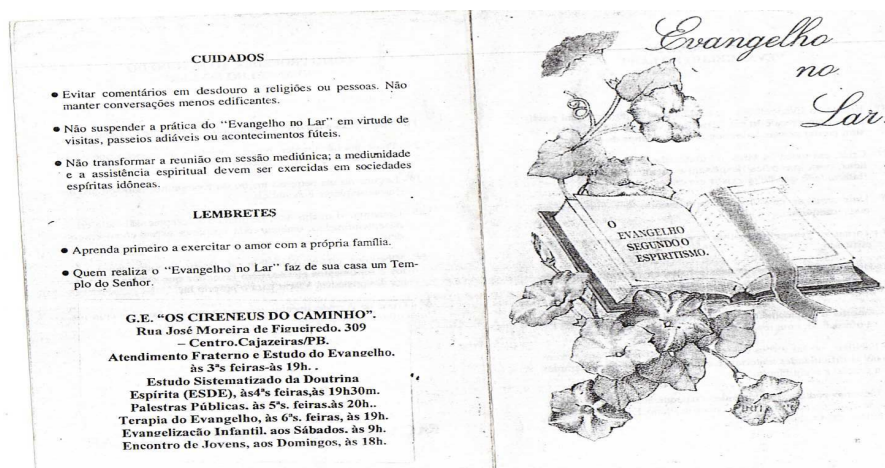 CUIDADOS
● Evitar comentários em desdouro a religiões ou pessoas. Não
manter conversações menos edificantes.
● Não suspender a prática do "Evangelho no Lar" em virtude de
visitas, passeios adiáveis ou acontecimentos fúteis.
● Não transformar a reunião em sessão mediúnica; a mediunidade
e a assistência espiritual devem ser exercidas em sociedades
espíritas idôneas.
LEMBRETES
● Aprenda primeiro a exercitar o amor com a própria família.
● Quem realiza o "Evangelho no Lar" faz de sua casa um Tem-
plo do Senhor.
G.E. "OS CIRENEUS DO CAMINHO".
Rua José Moreira de Figueiredo. 309
– Centro.Cajazeiras/PB.
Atendimento Fraterno e Estudo do Evangelho.
às 3ªs feiras-às 19h. .
Estudo Sistematizado da Doutrina
Espírita (ESDE), às4ªs feiras,às 19h30m.
Palestras Públicas. às 5ªs. feiras.às 20h..
Terapia do Evangelho, às 6ªs. feiras, às 19h.
Evangelização Infantil. aos Sábados. às 9h.
Encontro de Jovens, aos Domingos, às 18h.
Evangelho
no
Lar.
O
EVANGELHO
SEGUNDO O
ESPIRITISMO.